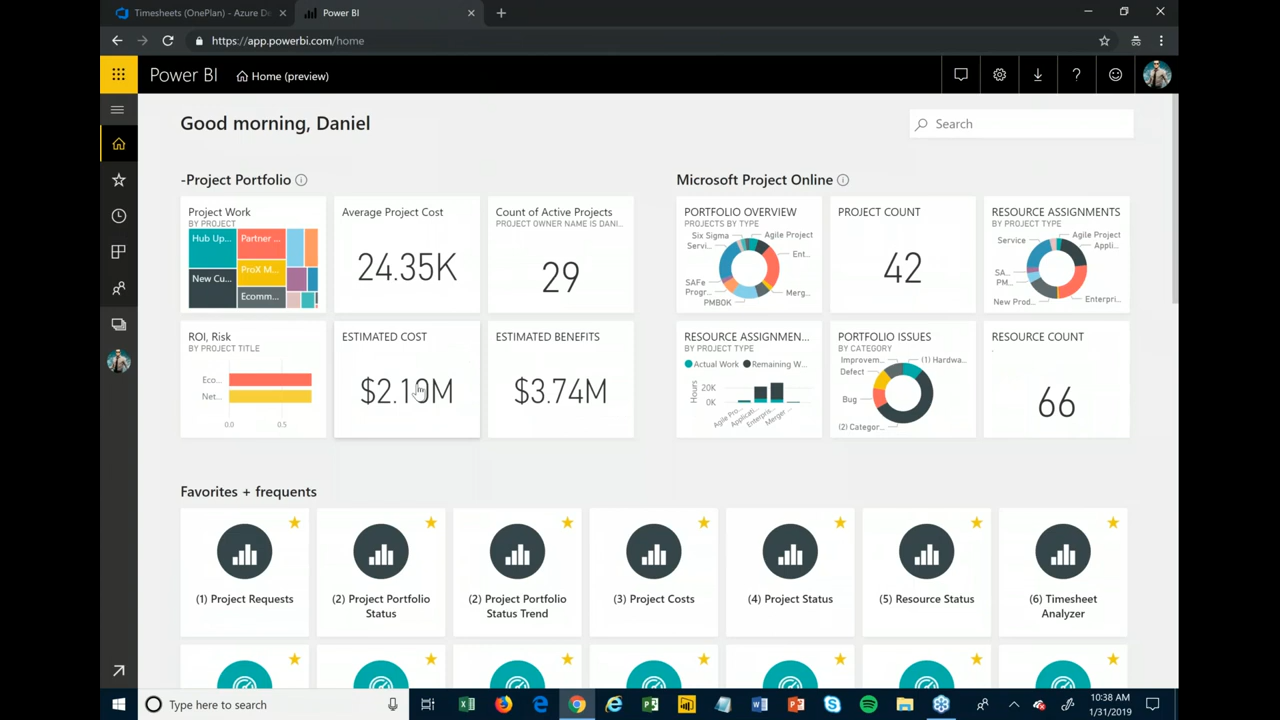 Timesheets (OnePlan) - Azure De
Power BI
https://app.powerbi.com/home
Power BI
Home (preview)
Good morning, Daniel
Search
-Project Portfolio
Project Work
BY PROJECT
Hub Up...
Partner ...
New Cu...
ProX M...
Ecomm...
Average Project Cost
24.35K
Count of Active Projects
PROJECT OWNER NAME IS DANI...
29
ROI, Risk
BY PROJECT TITLE
Eco...
Net...
0.0
0.5
ESTIMATED COST
ESTIMATED BENEFITS
$3.74M
Microsoft Project Online
PORTFOLIO OVERVIEW
PROJECTS BY TYPE
Six Sigma
Agile Project
Servi...
Ent...
SAFe
Progr...
Merg...
PMBOK
PROJECT COUNT
42
RESOURCE ASSIGNMENTS
Service
Agile Project
Appli...
SA...
PM...
New Prod...
Enterpri...
RESOURCE ASSIGNMEN...
BY PROJECT TYPE
Actual Work
Remaining W...
Hours
20K
0K
Agile Pro...
Applicati...
Enterpris...
Merger ...
PORTFOLIO ISSUES
BY CATEGORY
Improvem...
(1) Hardwa...
Defect
Bug
(2) Categor...
RESOURCE COUNT
.
66
Favorites + frequents
(1) Project Requests
(2) Project Portfolio
Status
(2) Project Portfolio
Status Trend
(3) Project Costs
(4) Project Status
(5) Resource Status
(6) Timesheet
Analyzer
Type here to search
10:38 AM
1/31/2019